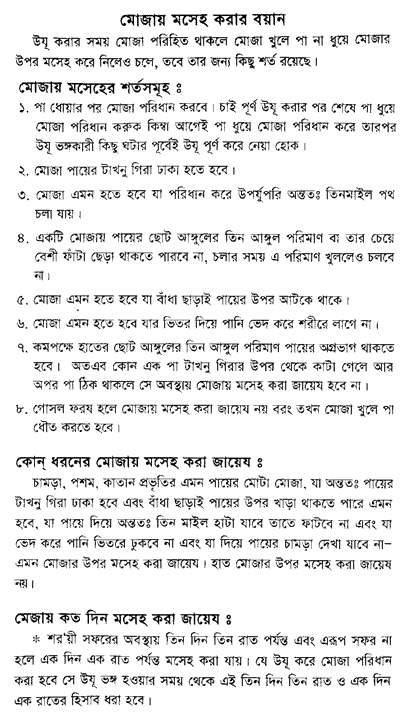 মোজায় মসেহ করার বয়ান
উযূ করার সময় মোজা পরিহিত থাকলে মোজা খুলে পা না ধুয়ে মোজার
উপর মসেহ করে নিলেও চলে, তবে তার জন্য কিছু শর্ত রয়েছে।
মোজায় মসেহের শর্তসমূহ ঃ
১. পা ধোয়ার পর মোজা পরিধান করবে। চাই পূর্ণ উযূ করার পর শেষে পা ধুয়ে
মোজা পরিধান করুক কিম্বা আগেই পা ধুয়ে মোজা পরিধান করে তারপর
উযূ ভঙ্গকারী কিছু ঘটার পূর্বেই উযূ পূর্ণ করে নেয়া হোক।
২. মোজা পায়ের টাখনু গিরা ঢাকা হতে হবে।
৩. মোজা এমন হতে হবে যা পরিধান করে উপর্যুপরি অন্ততঃ তিনমাইল পথ
চলা যায়।
৪. একটি মোজায় পায়ের ছোট আঙ্গুলের তিন আঙ্গুল পরিমাণ বা তার চেয়ে
বেশী ফাঁটা ছেড়া থাকতে পারবে না, চলার সময় এ পরিমাণ খুললেও চলবে
না।
৫. মোজা এমন হতে হবে যা বাঁধা ছাড়াই পায়ের উপর আটকে থাকে।
৬. মোজা এমন হতে হবে যার ভিতর দিয়ে পানি ভেদ করে শরীরে লাগে না।
৭. কমপক্ষে হাতের ছোট আঙ্গুলের তিন আঙ্গুল পরিমাণ পায়ের অগ্রভাগ থাকতে
হবে। অতএব কোন এক পা টাখনু গিরার উপর থেকে কাটা গেলে আর
অপর পা ঠিক থাকলে সে অবস্থায় মোজায় মসেহ করা জায়েয হবে না।
৮. গোসল ফরয হলে মোজায় মসেহ করা জায়েয নয় বরং তখন মোজা খুলে পা
ধৌত করতে হবে।
কোন্ ধরনের মোজায় মসেহ করা জায়েয ঃ
চামড়া, পশম, কাতান প্রভৃতির এমন পায়ের মোটা মোজা, যা অন্ততঃ পায়ের
টাখনু গিরা ঢাকা হবে এবং বাঁধা ছাড়াই পায়ের উপর খাড়া থাকতে পারে এমন
হবে, যা পায়ে দিয়ে অন্ততঃ তিন মাইল হাটা যাবে তাতে ফাটবে না এবং যা
ভেদ করে পানি ভিতরে ঢুকবে না এবং যা দিয়ে পায়ের চামড়া দেখা যাবে না-
এমন মোজার উপর মসেহ করা জায়েয। হাত মোজার উপর মসেহ করা জায়েয
নয়।
মেজায় কত দিন মসেহ করা জায়েয ঃ
* শর'য়ী সফরের অবস্থায় তিন দিন তিন রাত পর্যন্ত এবং এরূপ সফর না
হলে এক দিন এক রাত পর্যন্ত মসেহ করা যায়। যে উযূ করে মোজা পরিধান
করা হবে সে উযূ ভঙ্গ হওয়ার সময় থেকে এই তিন দিন তিন রাত ও এক দিন
এক রাতের হিসাব ধরা হবে।